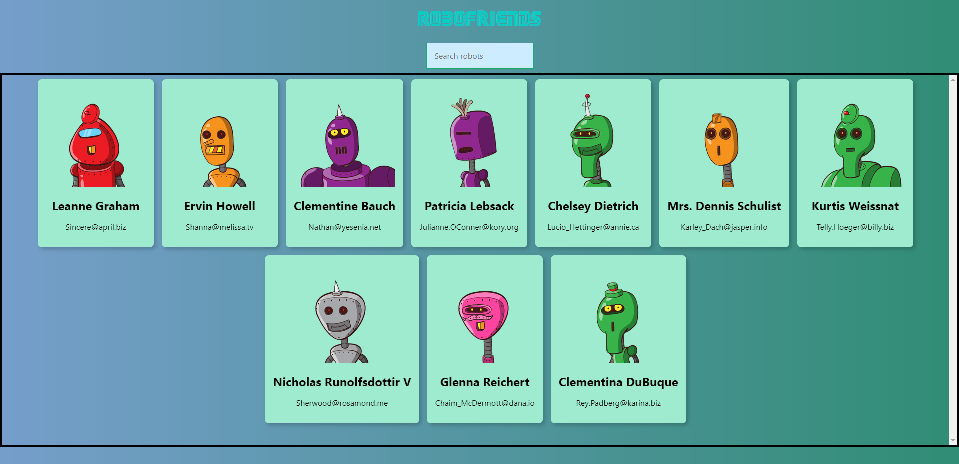 ROBOFRIENDS
Search robots
Leanne Graham
Sincere@april.biz
Ervin Howell
Shanna@melissa.tv
Clementine Bauch
Nathan@yesenia.net
Patricia Lebsack
Julianne.OConner@kory.org
Chelsey Dietrich
Lucio_Hettinger@annie.ca
Mrs. Dennis Schulist
Karley_Dach@jasper.info
Kurtis Weissnat
Telly.Hoeger@billy.biz
Nicholas Runolfsdottir V
Sherwood@rosamond.me
Glenna Reichert
Chaim_McDermott@dana.io
Clementina DuBuque
Rey.Padberg@karina.biz